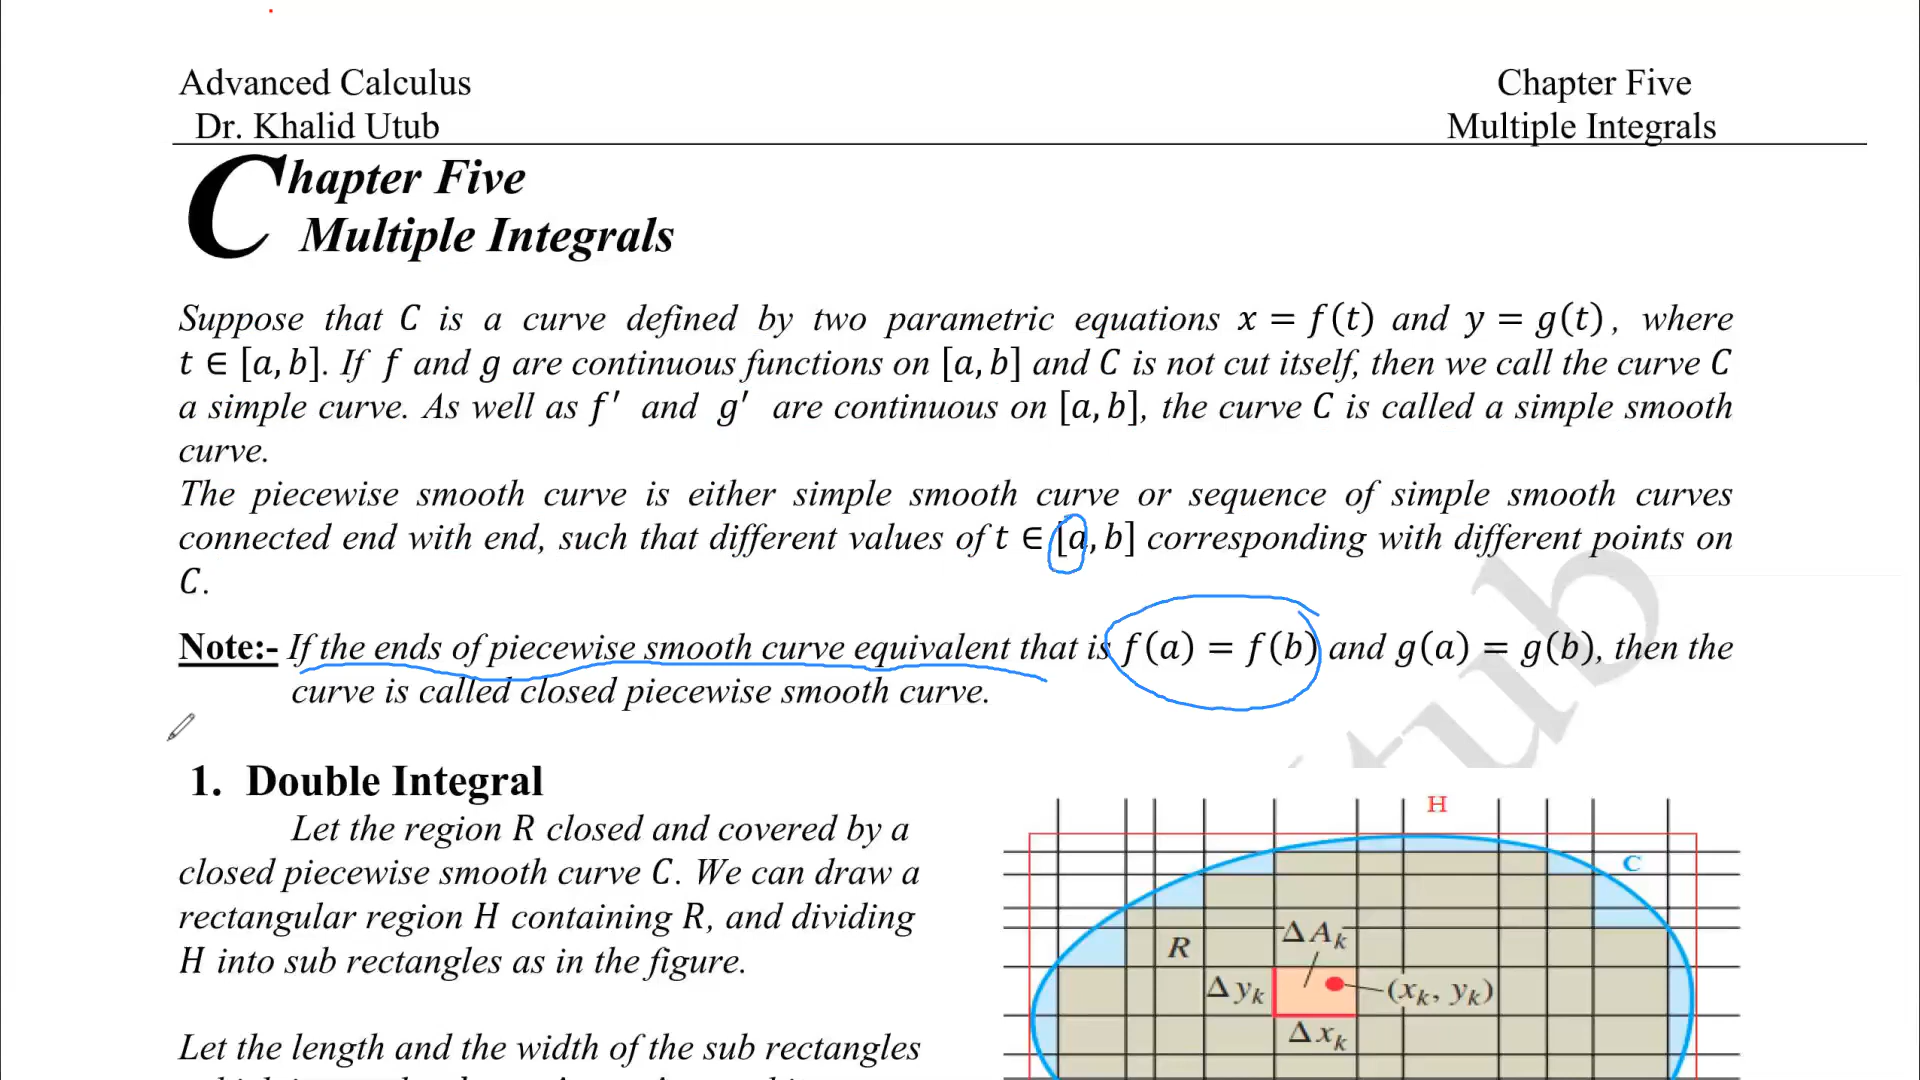 Advanced Calculus
Chapter Five
Dr. Khalid Utub
Multiple Integrals
Chapter Five
Multiple Integrals
Suppose that C is a curve defined by two parametric equations x = f(t) and y = g(t), where
t ∈ [a, b]. If f and g are continuous functions on [a, b] and C is not cut itself, then we call the curve C
a simple curve. As well as f′ and g′ are continuous on [a, b], the curve C is called a simple smooth
curve.
The piecewise smooth curve is either simple smooth curve or sequence of simple smooth curves
connected end with end, such that different values of t ∈ [a, b] corresponding with different points on
C.
Note:- If the ends of piecewise smooth curve equivalent that is f(a) = f(b) and g(a) = g(b), then the
curve is called closed piecewise smooth curve.
1. Double Integral
Let the region R closed and covered by a
closed piecewise smooth curve C. We can draw a
rectangular region H containing R, and dividing
H into sub rectangles as in the figure.
Let the length and the width of the sub rectangles
H
C
R
ΔAₖ
Δyₖ
(xₖ, yₖ)
Δxₖ